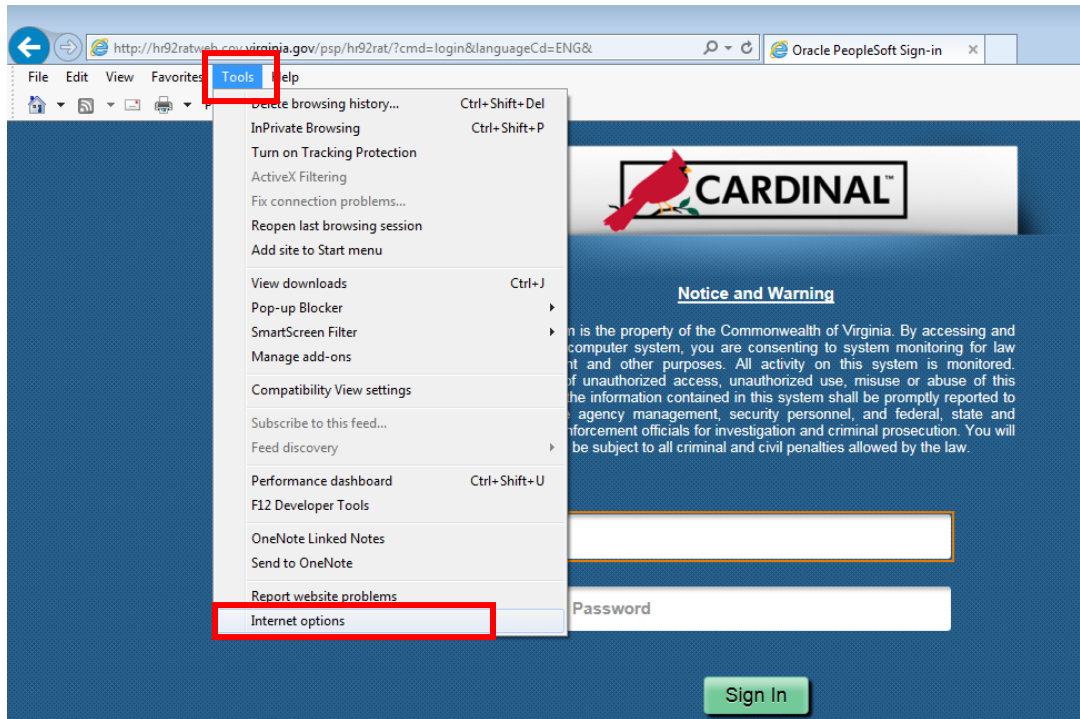 http://hr92ratweb.cov.virginia.gov/psp/hr92rat/?cmd=login&languageCd=ENG&
Oracle PeopleSoft Sign-in
File Edit View Favorites Tools Help
Delete browsing history... Ctrl+Shift+Del
InPrivate Browsing Ctrl+Shift+P
Turn on Tracking Protection
ActiveX Filtering
Fix connection problems...
Reopen last browsing session
Add site to Start menu
View downloads Ctrl+J
Pop-up Blocker
SmartScreen Filter
Manage add-ons
Compatibility View settings
Subscribe to this feed...
Feed discovery
Performance dashboard Ctrl+Shift+U
F12 Developer Tools
OneNote Linked Notes
Send to OneNote
Report website problems
Internet options
CARDINAL™
Notice and Warning
is the property of the Commonwealth of Virginia. By accessing and
computer system, you are consenting to system monitoring for law
and other purposes. All activity on this system is monitored.
of unauthorized access, unauthorized use, misuse or abuse of this
the information contained in this system shall be promptly reported to
agency management, security personnel, and federal, state and
officials for investigation and criminal prosecution. You will
be subject to all criminal and civil penalties allowed by the law.
Password
Sign In